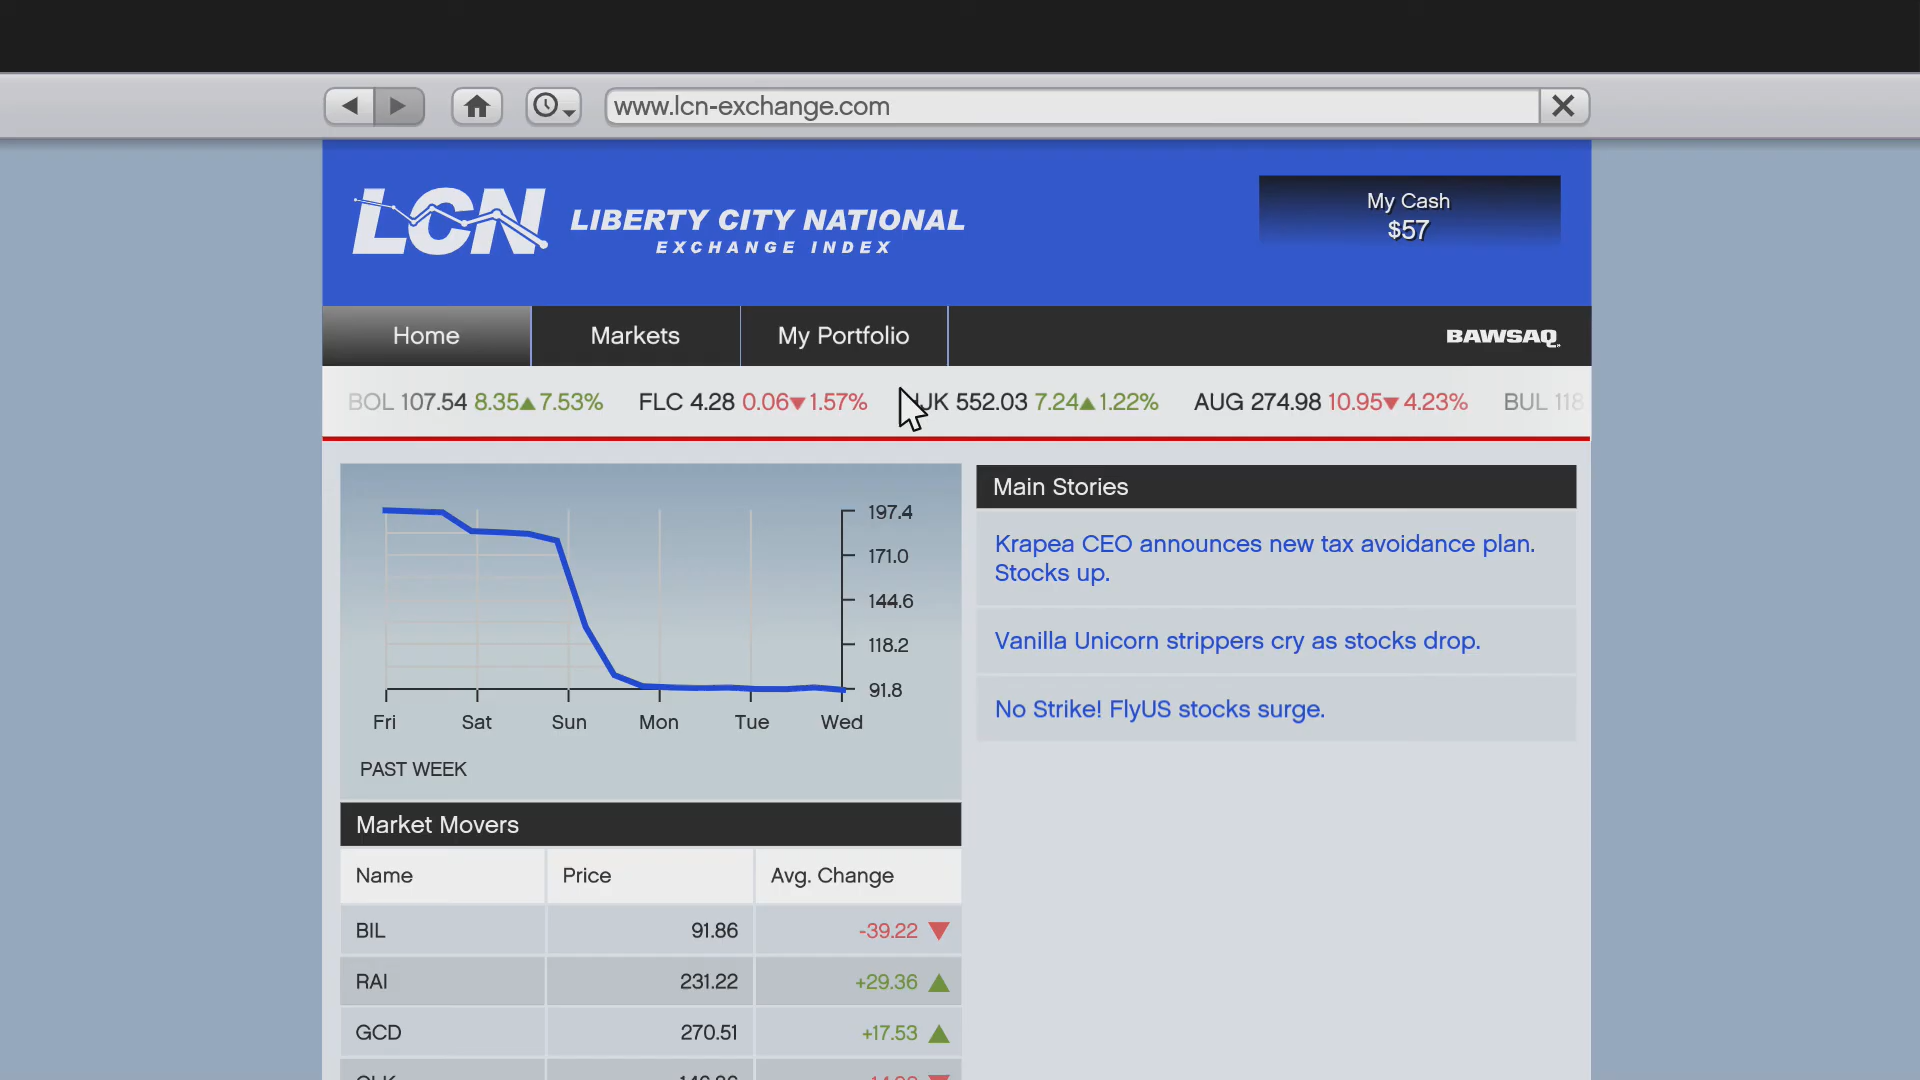 www.lcn-exchange.com
LCN
LIBERTY CITY NATIONAL
EXCHANGE INDEX
My Cash
$57
Home Markets My Portfolio BAWSAQ
BOL 107.54 8.35▲7.53% FLC 4.28 0.06▼1.57% UK 552.03 7.24▲1.22% AUG 274.98 10.95▼4.23% BUL 118
197.4
171.0
144.6
118.2
91.8
Fri Sat Sun Mon Tue Wed
PAST WEEK
Main Stories
Krapea CEO announces new tax avoidance plan.
Stocks up.
Vanilla Unicorn strippers cry as stocks drop.
No Strike! FlyUS stocks surge.
Market Movers
Name Price Avg. Change
BIL 91.86 -39.22 ▼
RAI 231.22 +29.36 ▲
GCD 270.51 +17.53 ▲